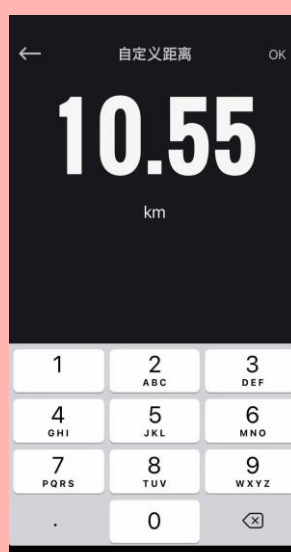 ← 自定义距离 OK
10.55
km
1 2 3
ABC DEF
4 5 6
GHI JKL MNO
7 8 9
PQRS TUV WXYZ
. 0